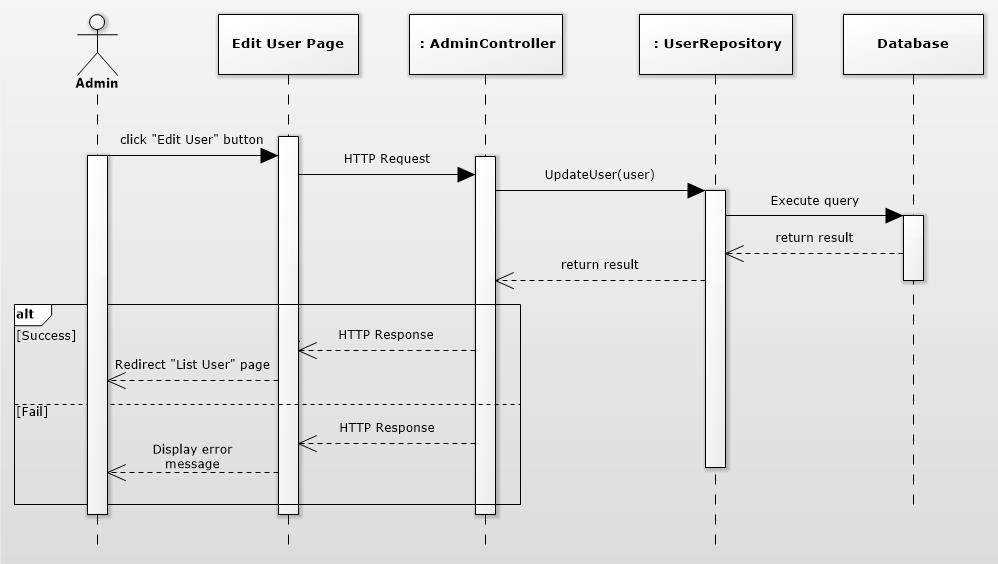 Admin
Edit User Page
: AdminController
: UserRepository
Database
click "Edit User" button
HTTP Request
UpdateUser(user)
Execute query
return result
return result
alt
[Success]
HTTP Response
Redirect "List User" page
[Fail]
HTTP Response
Display error
message